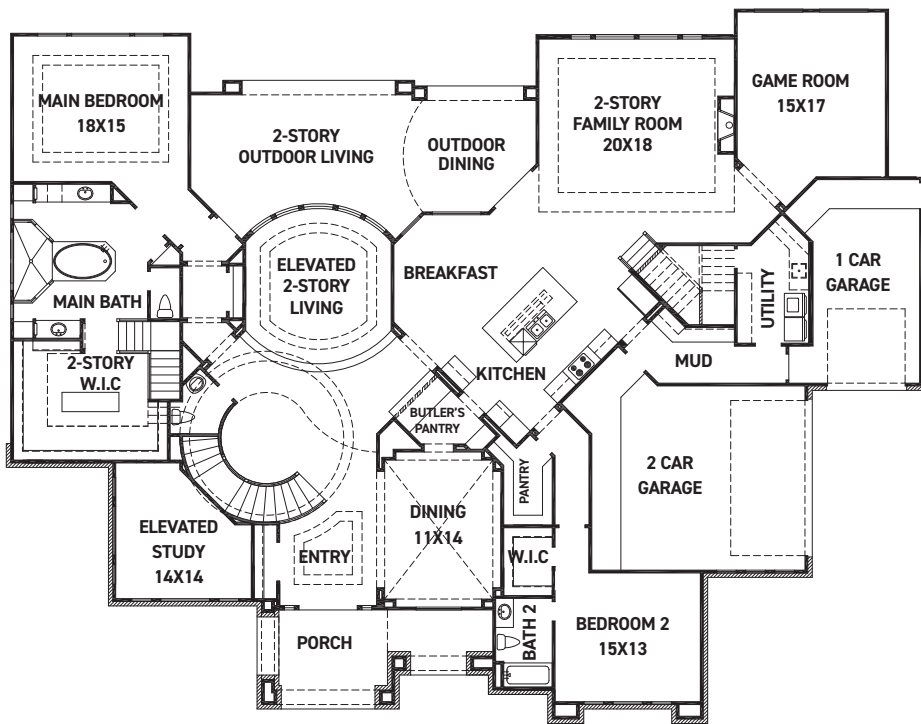 MAIN BEDROOM
18X15
2-STORY
OUTDOOR LIVING
OUTDOOR
DINING
2-STORY
FAMILY ROOM
20X18
GAME ROOM
15X17
ELEVATED
2-STORY
LIVING
BREAKFAST
1 CAR
GARAGE
UTILITY
MAIN BATH
2-STORY
W.I.C
KITCHEN
MUD
BUTLER'S
PANTRY
PANTRY
2 CAR
GARAGE
ELEVATED
STUDY
14X14
ENTRY
DINING
11X14
W.I.C
PORCH
BATH 2
BEDROOM 2
15X13